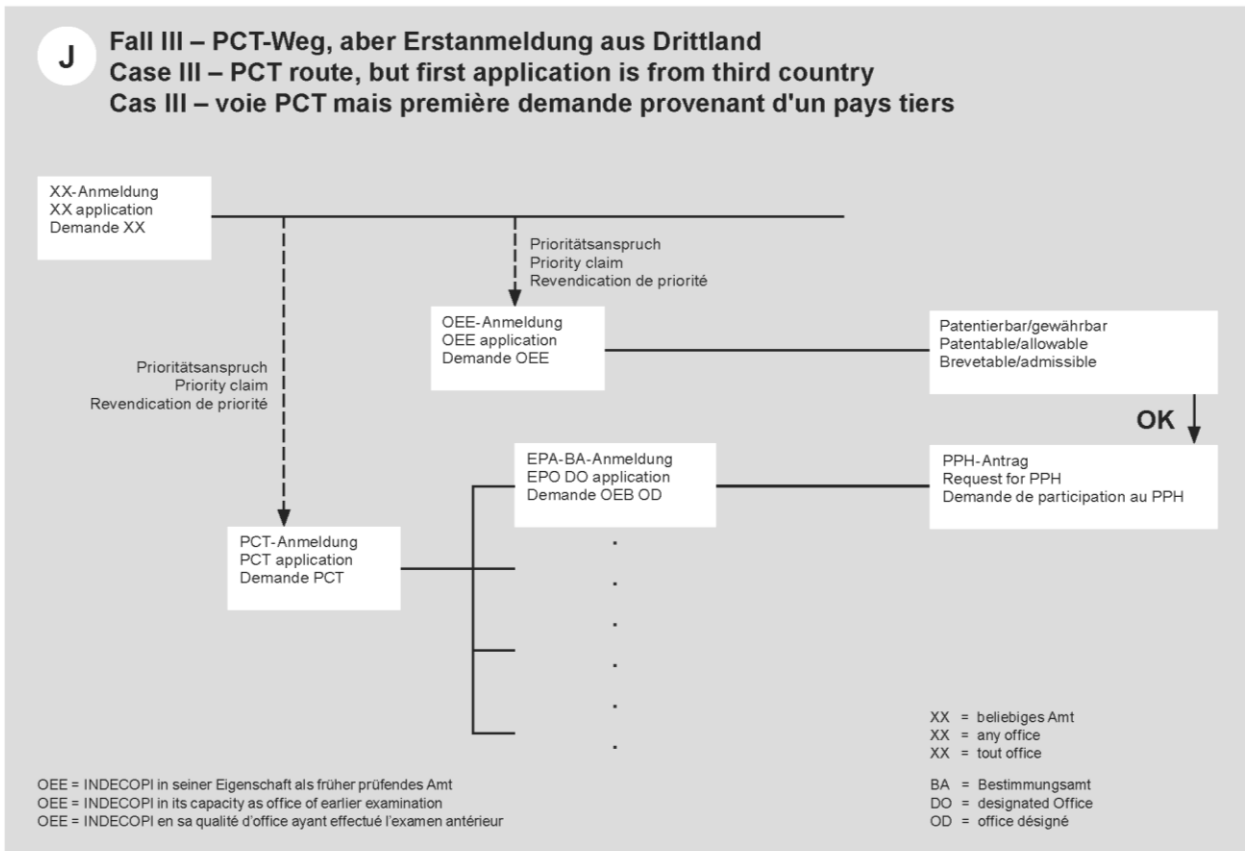 J
Fall III – PCT-Weg, aber Erstanmeldung aus Drittland
Case III – PCT route, but first application is from third country
Cas III – voie PCT mais première demande provenant d'un pays tiers
XX-Anmeldung
XX application
Demande XX
Prioritätsanspruch
Priority claim
Revendication de priorité
OEE-Anmeldung
OEE application
Demande OEE
Patentierbar/gewährbar
Patentable/allowable
Brevetable/admissible
Prioritätsanspruch
Priority claim
Revendication de priorité
OK
EPA-BA-Anmeldung
EPO DO application
Demande OEB OD
PPH-Antrag
Request for PPH
Demande de participation au PPH
PCT-Anmeldung
PCT application
Demande PCT
XX = beliebiges Amt
XX = any office
XX = tout office
OEE = INDECOPI in seiner Eigenschaft als früher prüfendes Amt
OEE = INDECOPI in its capacity as office of earlier examination
OEE = INDECOPI en sa qualité d'office ayant effectué l'examen antérieur
BA = Bestimmungsamt
DO = designated Office
OD = office désigné